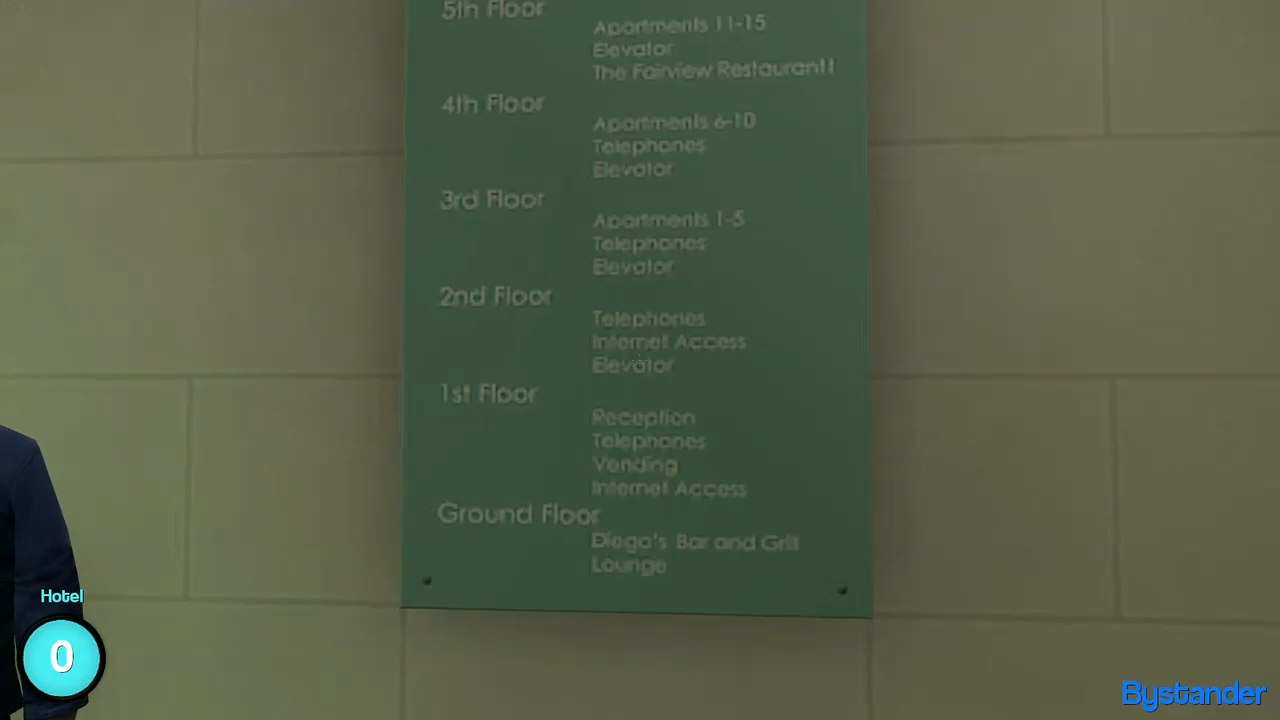 5th Floor
Apartments 11-15
Elevator
The Fairview Restaurant!
4th Floor
Apartments 6-10
Telephones
Elevator
3rd Floor
Apartments 1-5
Telephones
Elevator
2nd Floor
Telephones
Internet Access
Elevator
1st Floor
Reception
Telephones
Vending
Internet Access
Ground Floor
Diego's Bar and Grill
Lounge
Hotel
0
Bystander